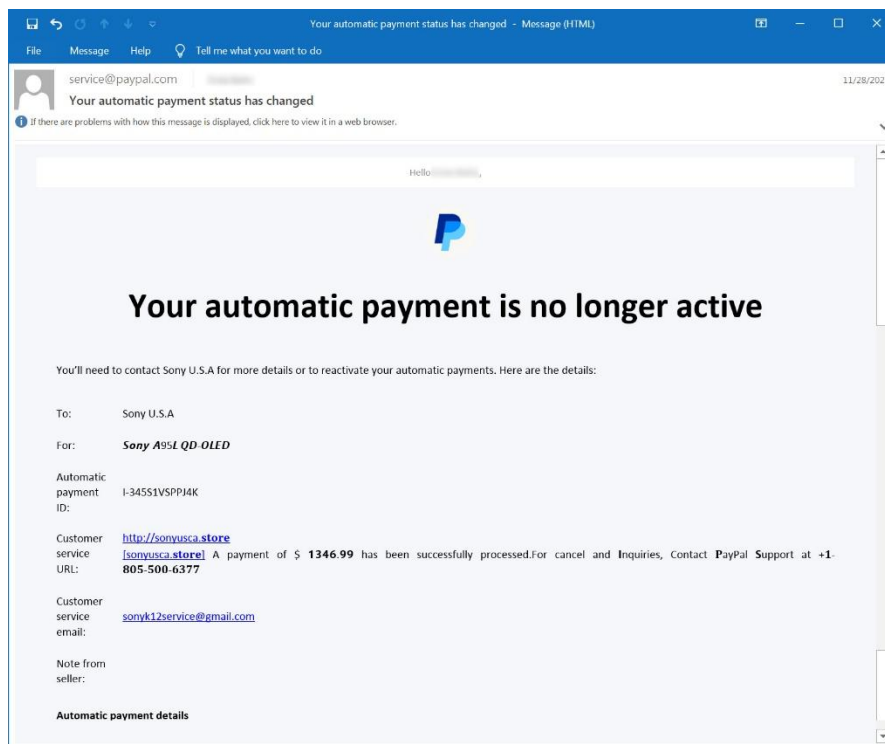 Your automatic payment status has changed - Message (HTML)
File Message Help Tell me what you want to do
service@paypal.com
11/28/202
Your automatic payment status has changed
If there are problems with how this message is displayed, click here to view it in a web browser.
Hello ,
Your automatic payment is no longer active
You'll need to contact Sony U.S.A for more details or to reactivate your automatic payments. Here are the details:
To: Sony U.S.A
For: Sony A95L QD-OLED
Automatic
payment
ID:
I-345S1VSPPJ4K
Customer
service
URL:
http://sonyusca.store
[sonyusca.store] A payment of $ 1346.99 has been successfully processed.For cancel and Inquiries, Contact PayPal Support at +1-
805-500-6377
Customer
service
email:
sonyk12service@gmail.com
Note from
seller:
Automatic payment details